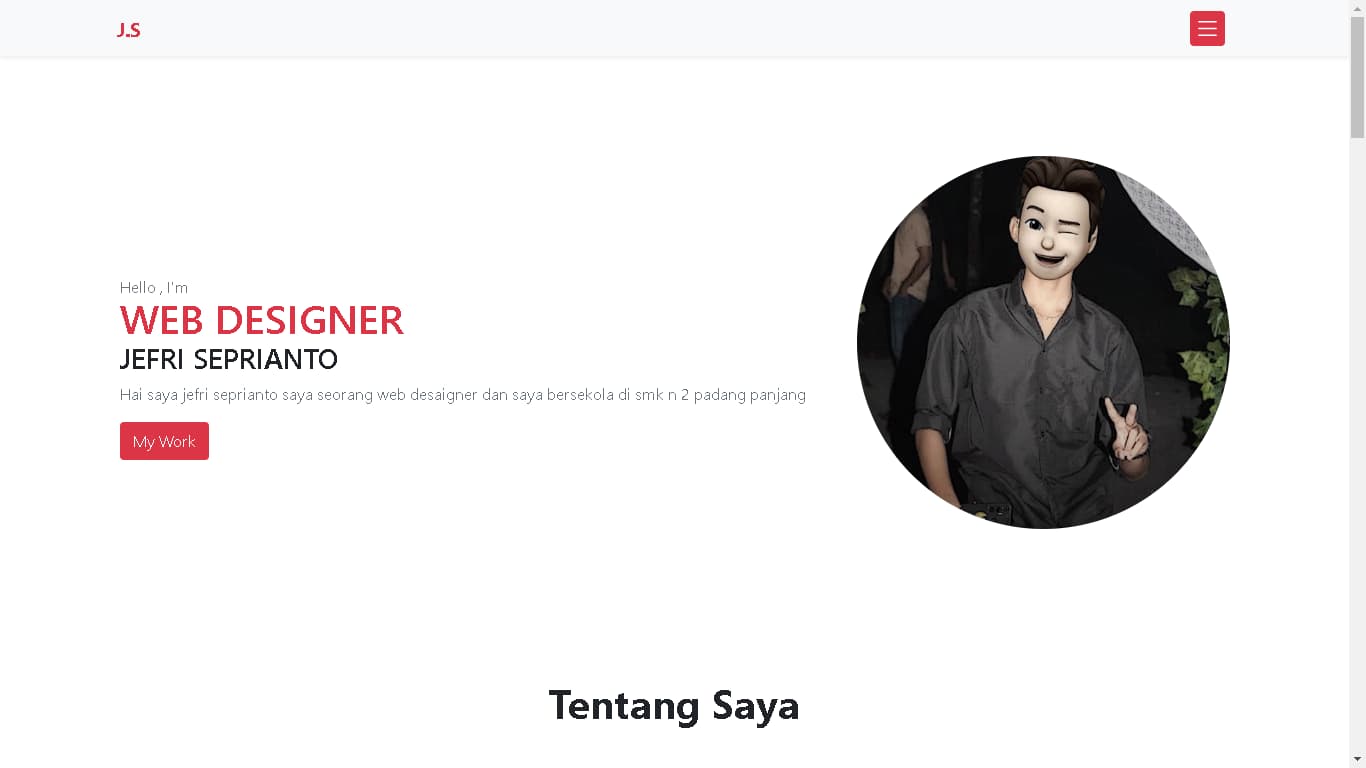 J.S
Hello , I'm
WEB DESIGNER
JEFRI SEPRIANTO
Hai saya jefri seprianto saya seorang web desaigner dan saya bersekola di smk n 2 padang panjang
My Work
Tentang Saya